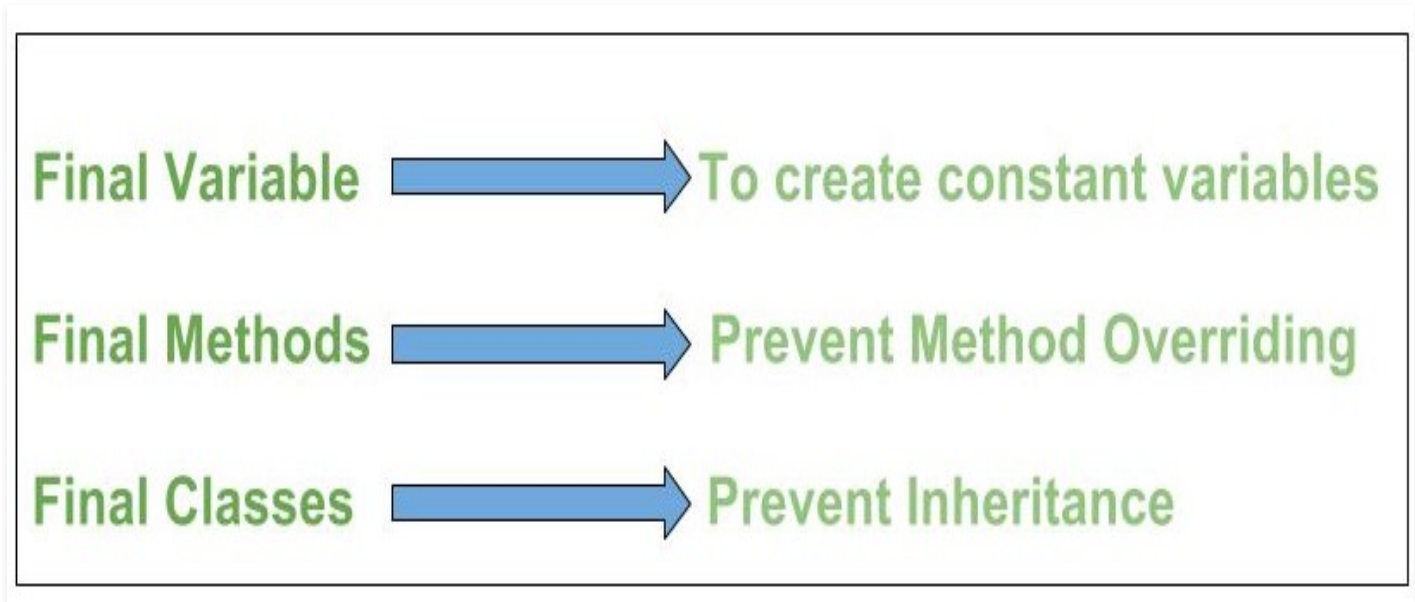 Final Variable To create constant variables
Final Methods Prevent Method Overriding
Final Classes Prevent Inheritance